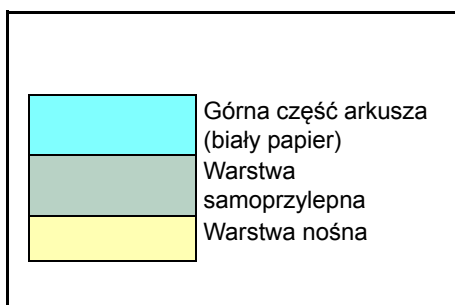 Górna część arkusza
(biały papier)
Warstwa
samoprzylepna
Warstwa nośna